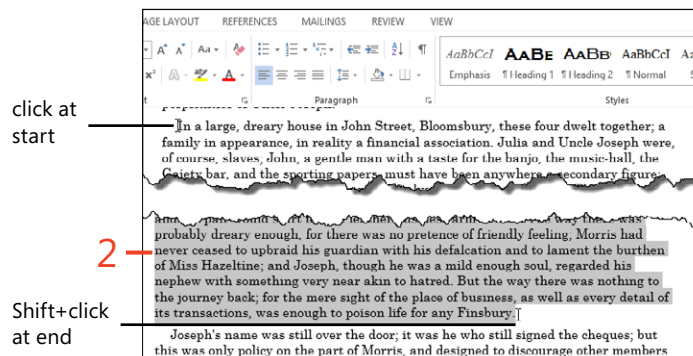 AGE LAYOUT REFERENCES MAILINGS REVIEW VIEW
AaBbCcI AABE AABB AaBbCcI
Emphasis ¶ Heading 1 ¶ Heading 2 ¶ Normal
Paragraph Styles
click at
start
In a large, dreary house in John Street, Bloomsbury, these four dwelt together; a
family in appearance, in reality a financial association. Julia and Uncle Joseph were,
of course, slaves; John, a gentle man with a taste for the banjo, the music-hall, the
Gaiety bar, and the sporting papers, must have been anywhere a secondary figure;
probably dreary enough, for there was no pretence of friendly feeling; Morris had
2
never ceased to upbraid his guardian with his defalcation and to lament the burthen
of Miss Hazeltine; and Joseph, though he was a mild enough soul, regarded his
nephew with something very near akin to hatred. But the way there was nothing to
the journey back; for the mere sight of the place of business, as well as every detail of
its transactions, was enough to poison life for any Finsbury.
Shift+click
at end
Joseph's name was still over the door; it was he who still signed the cheques; but
this was only policy on the part of Morris, and designed to discourage other members